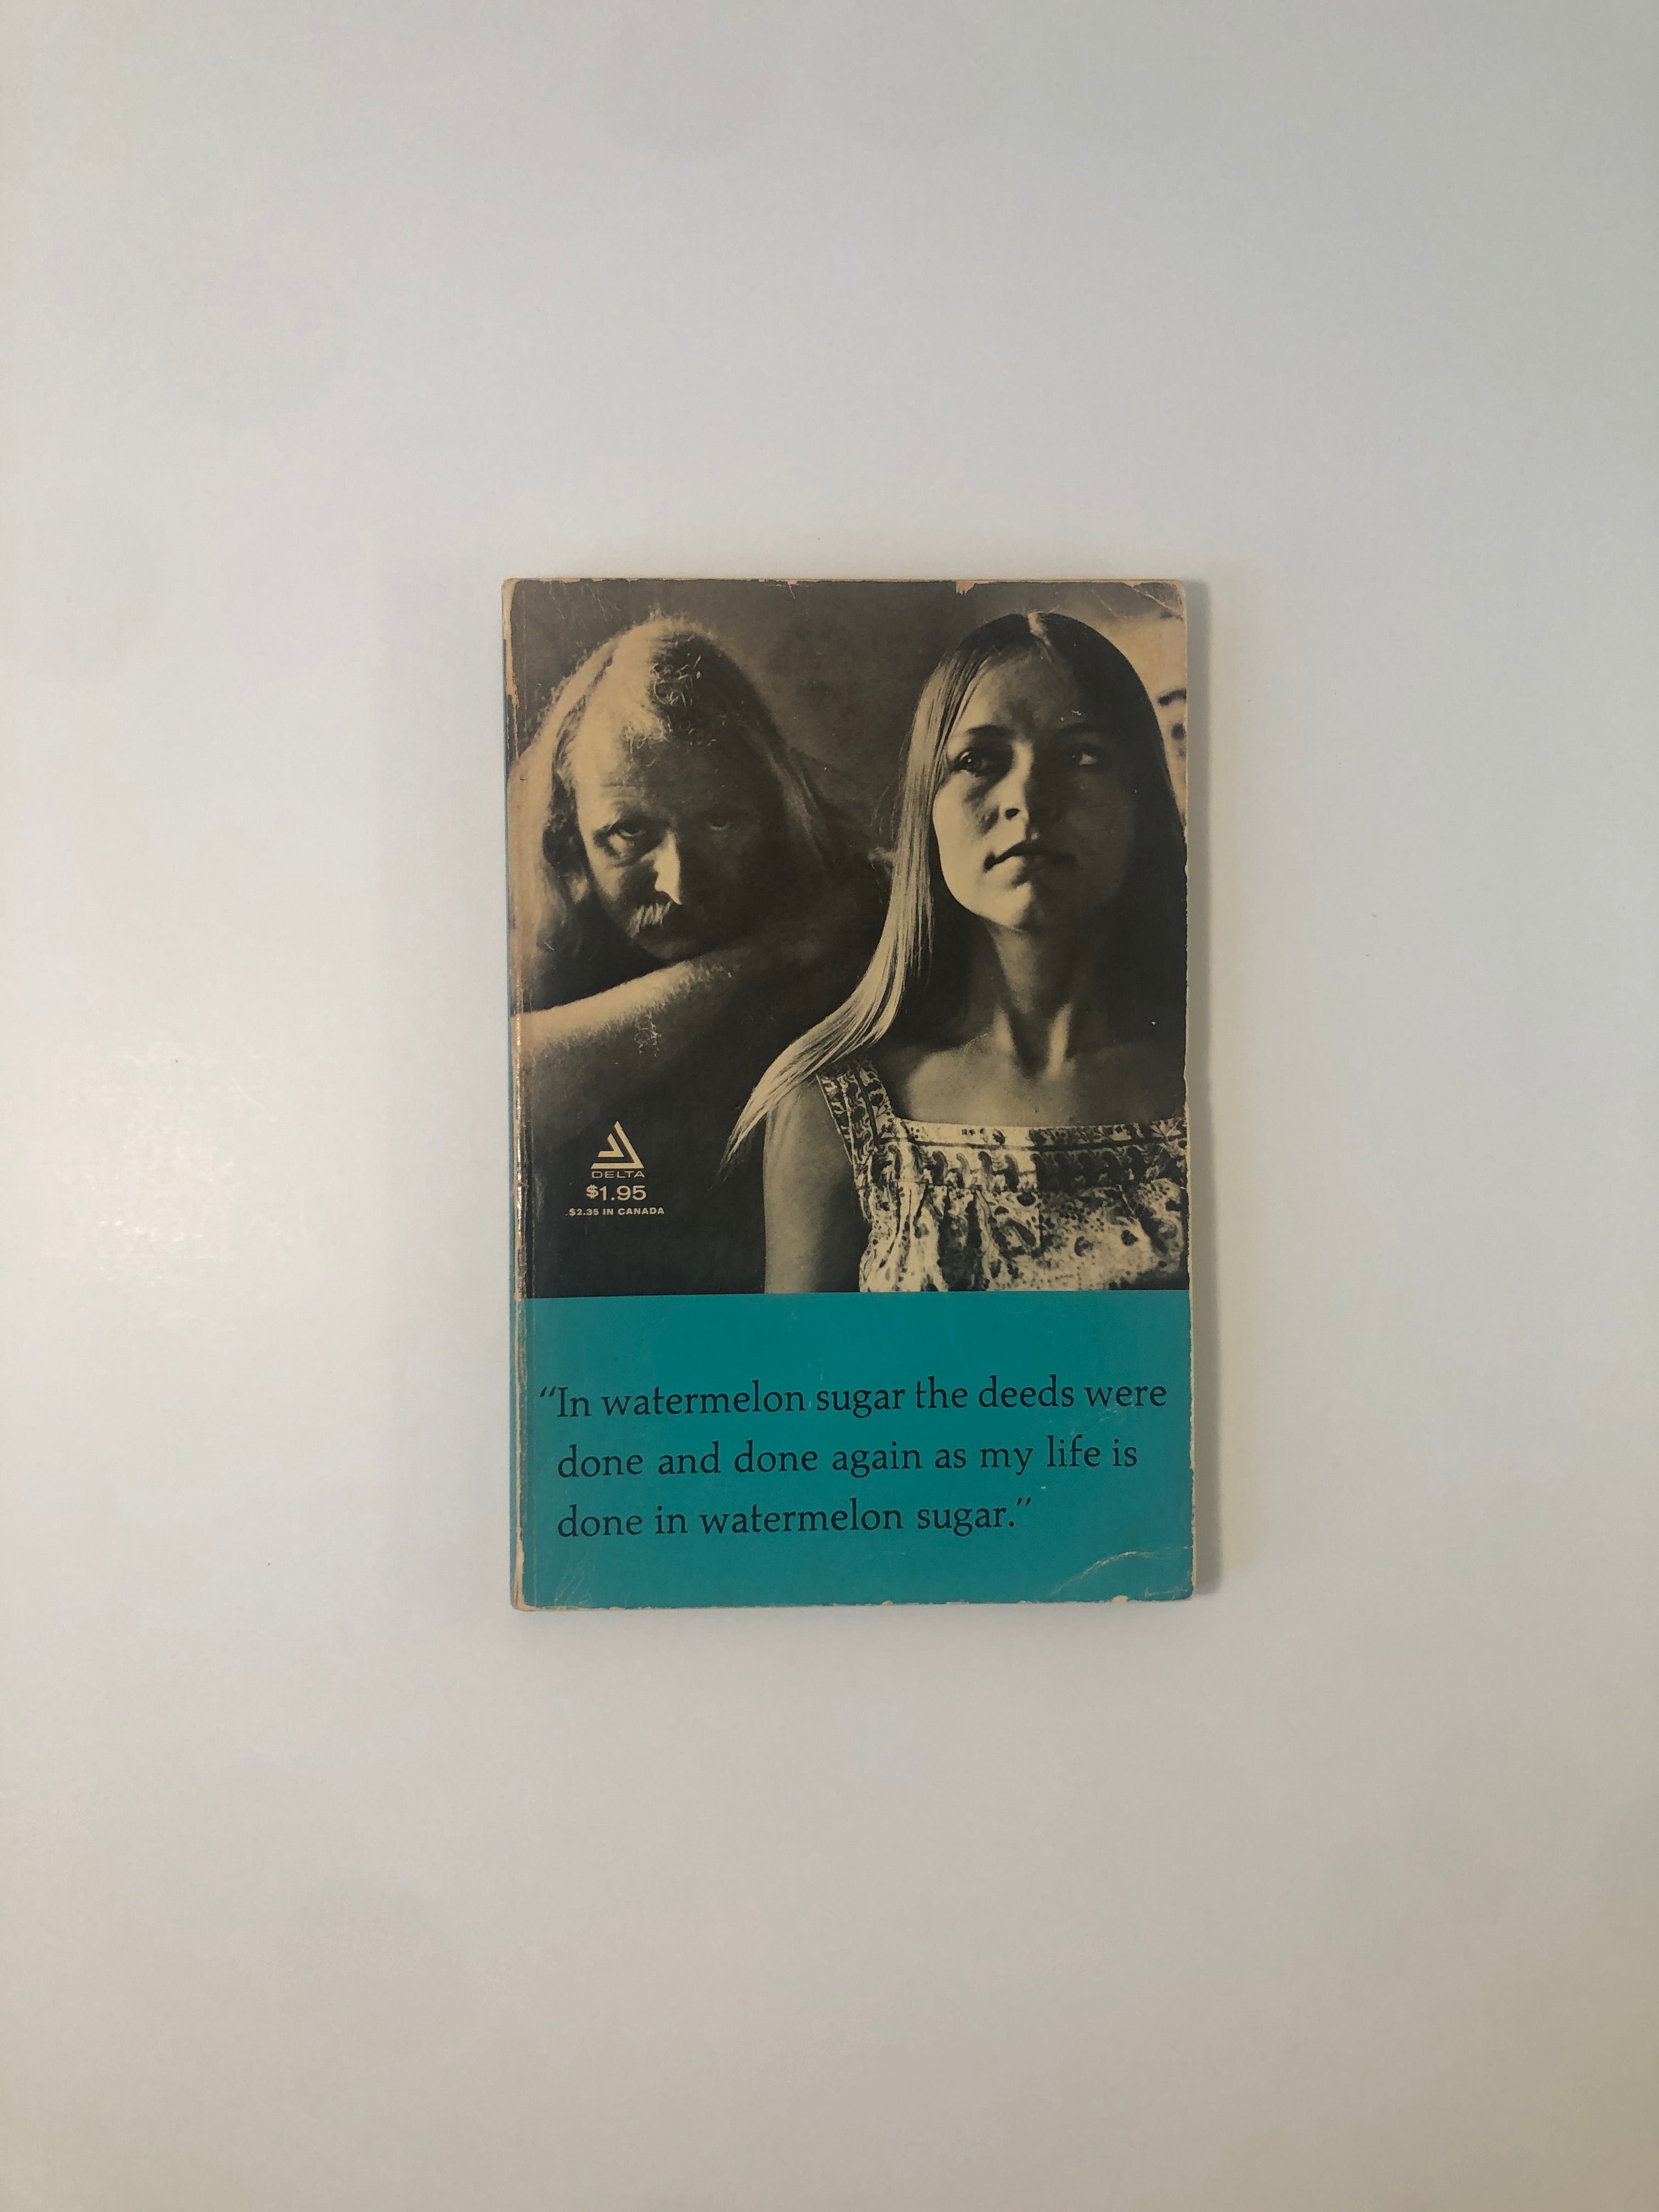 DELTA
$1.95
$2.35 IN CANADA
“In watermelon sugar the deeds were
done and done again as my life is
done in watermelon sugar.”